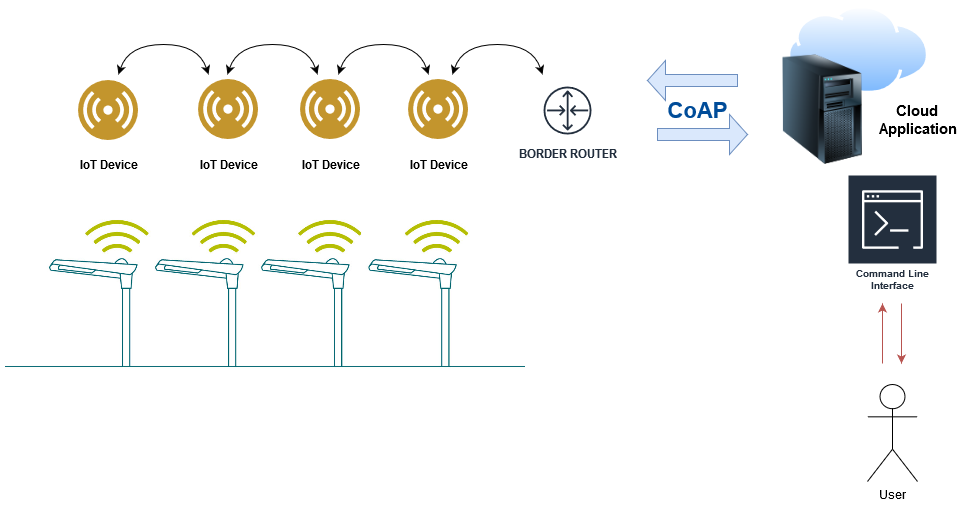 IoT Device
IoT Device
IoT Device
IoT Device
BORDER ROUTER
CoAP
Cloud
Application
Command Line
Interface
User